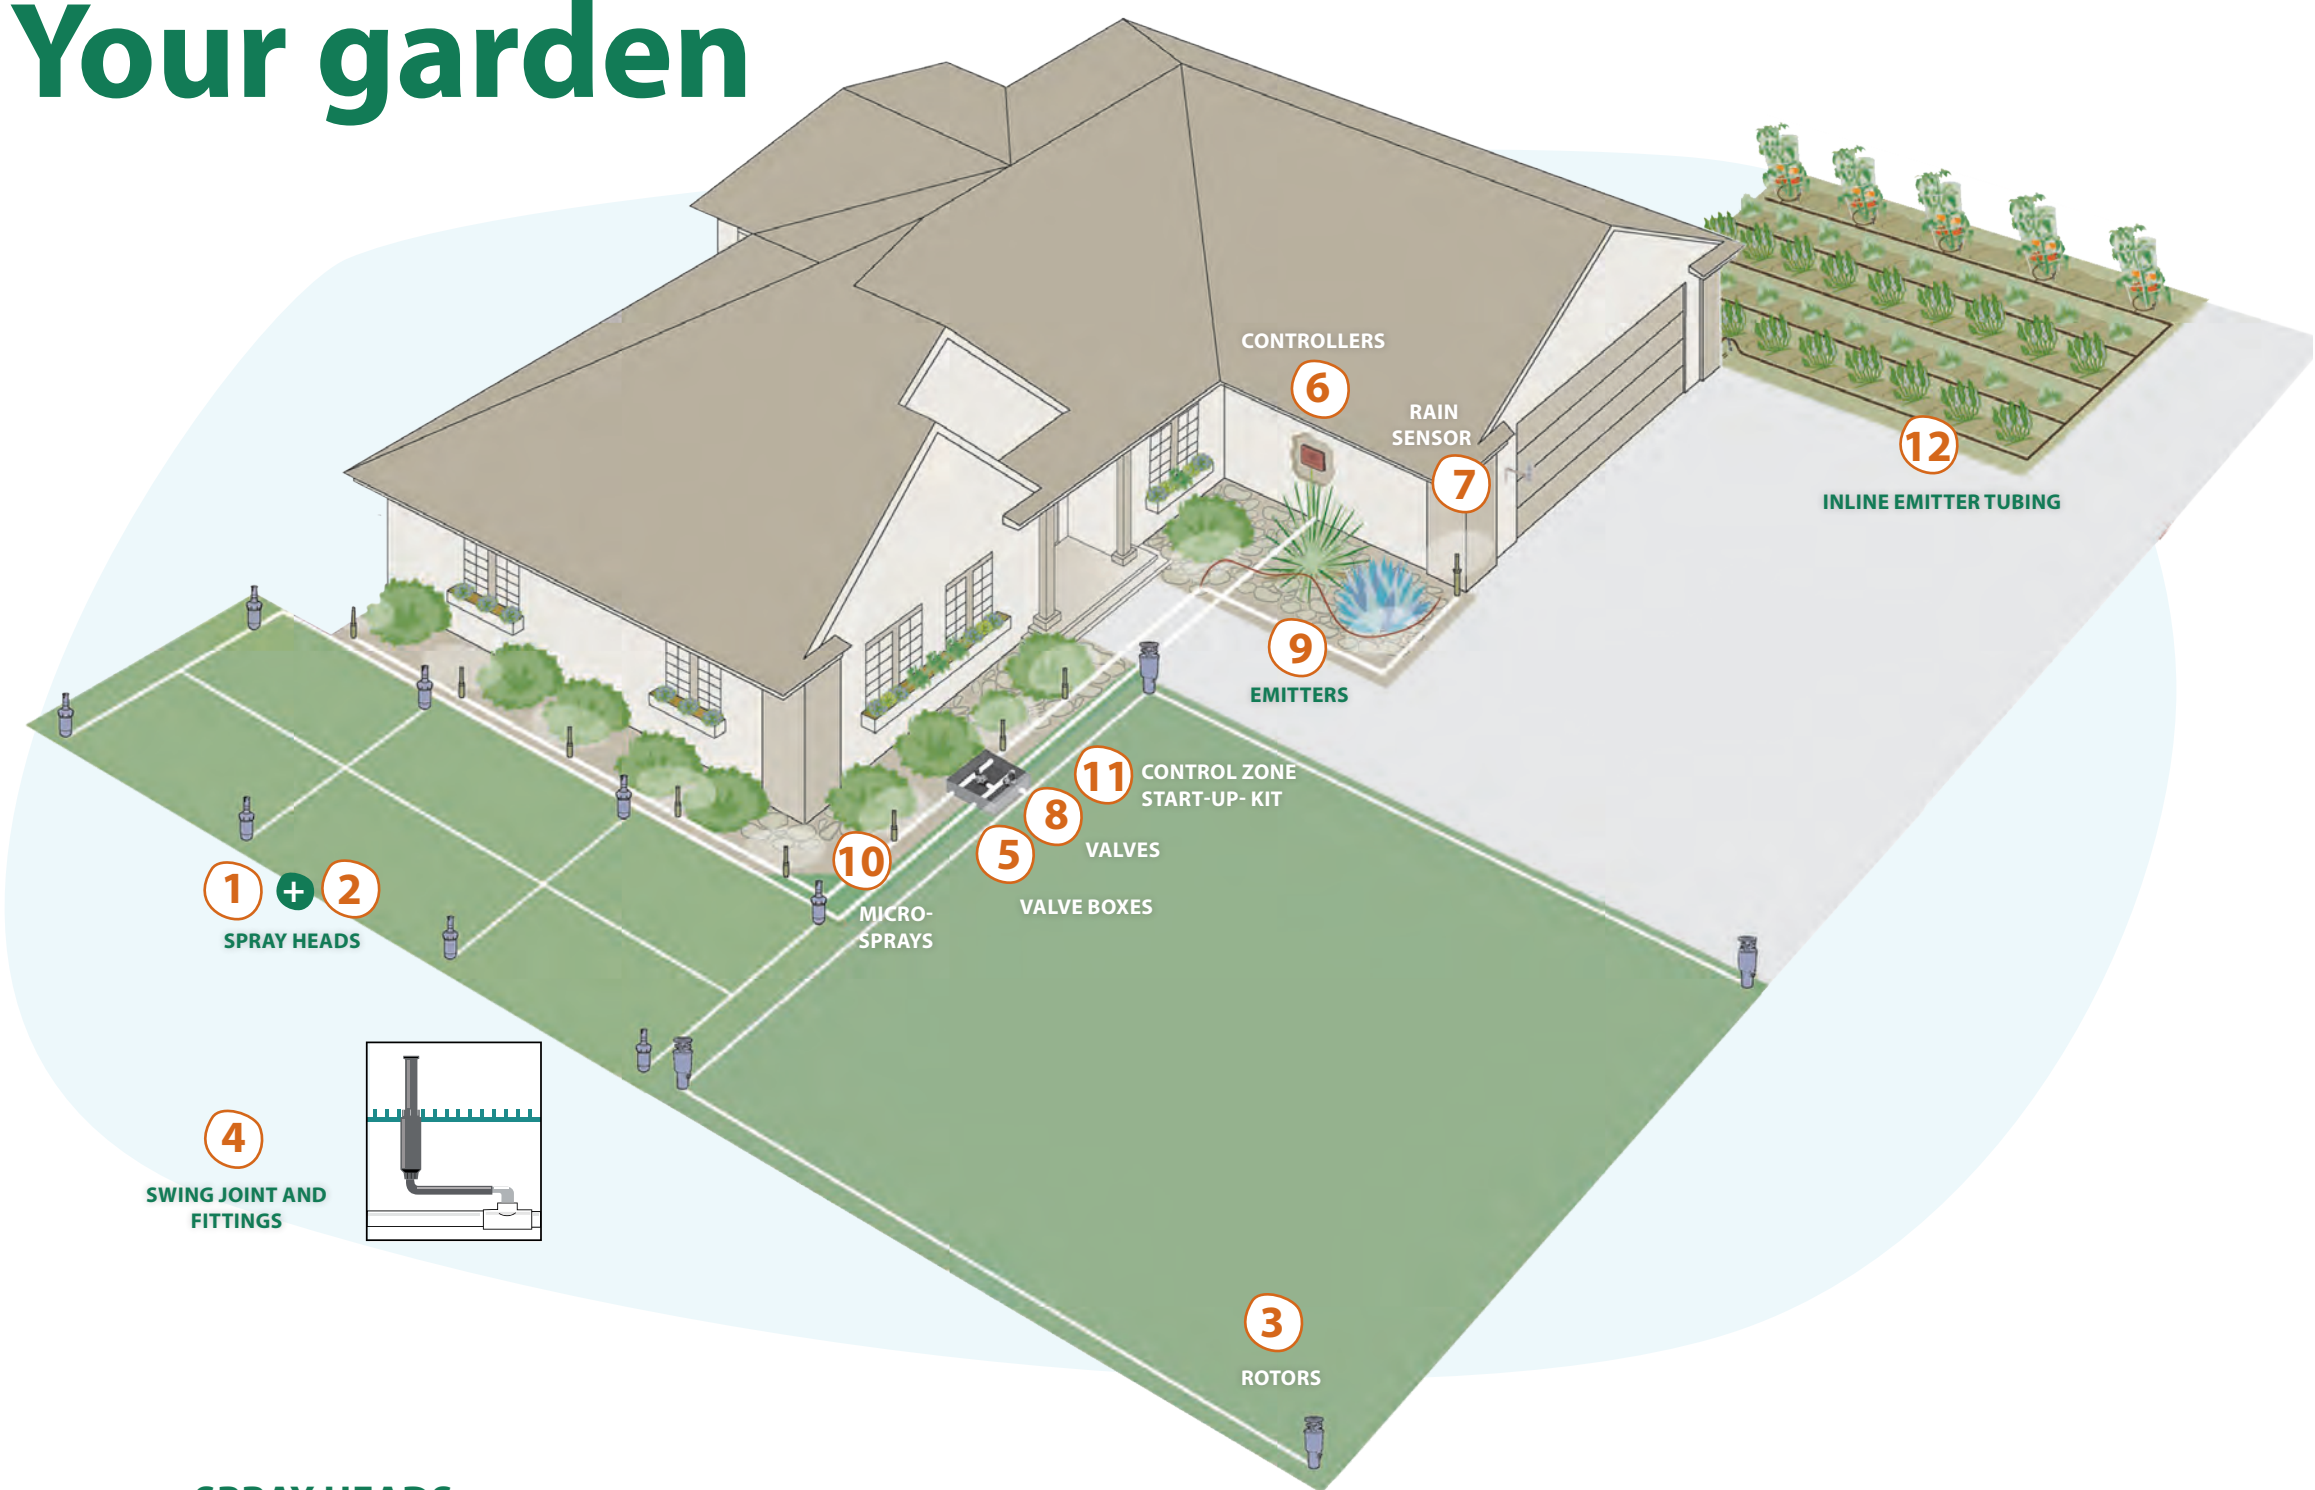 Your garden
CONTROLLERS
6
RAIN
SENSOR
7
12
INLINE EMITTER TUBING
9
EMITTERS
11
CONTROL ZONE
START-UP- KIT
8
VALVES
5
VALVE BOXES
10
MICRO-
SPRAYS
1 + 2
SPRAY HEADS
4
SWING JOINT AND
FITTINGS
3
ROTORS
SPRAY HEADS